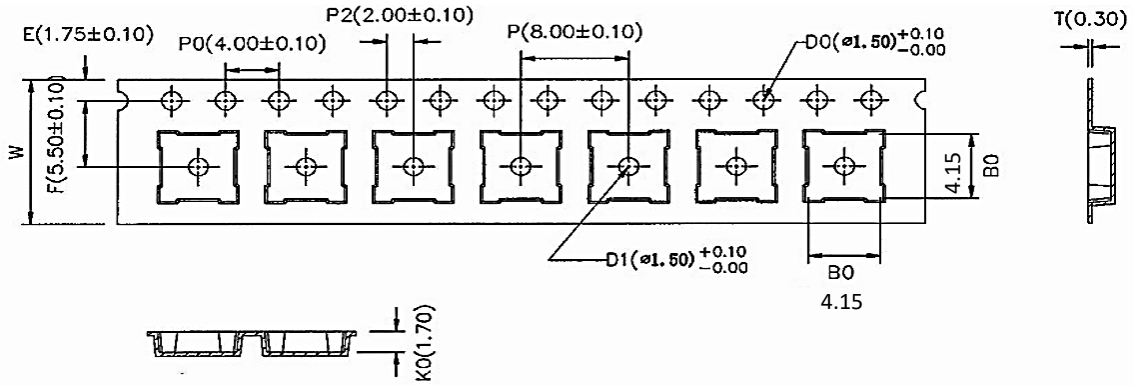 P2(2.00±0.10)
T(0.30)
E(1.75±0.10)
P0(4.00±0.10)
P(8.00±0.10)
D0(ø1.50)+0.10
-0.00
F(5.50±0.10)
W
4.15
B0
D1(ø1.50)+0.10
-0.00
B0
4.15
K0(1.70)